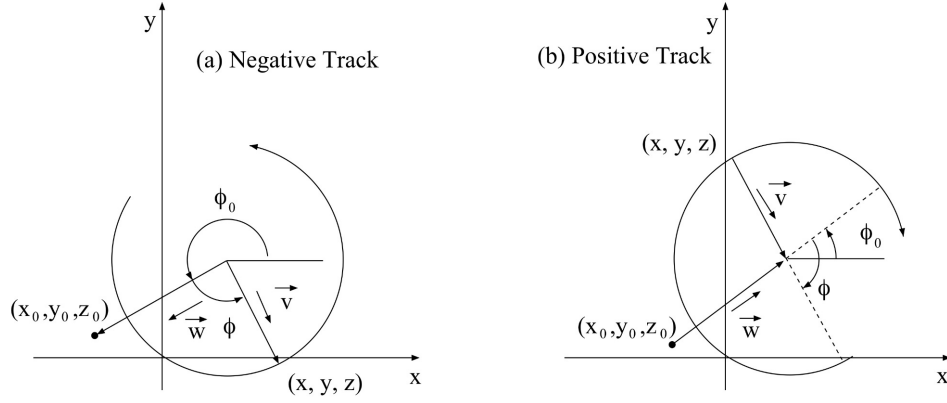 y
(a) Negative Track
ϕ₀
(x₀,y₀,z₀)
w
ϕ
v
(x, y, z)
x
y
(b) Positive Track
(x, y, z)
v
ϕ₀
ϕ
(x₀,y₀,z₀)
w
x